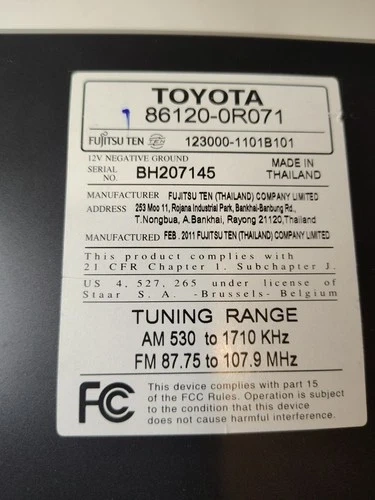 TOYOTA
1 86120-0R071
FUJITSU TEN 123000-1101B101
12V NEGATIVE GROUND
SERIAL NO. BH207145
MADE IN THAILAND
MANUFACTURER FUJITSU TEN (THAILAND) COMPANY LIMITED
ADDRESS 253 Moo 11, Rojana Industrial Park, Bankhai-Banbung Rd.,
T.Nongbua, A.Bankhai, Rayong 21120,Thailand
MANUFACTURED FEB . 2011 FUJITSU TEN (THAILAND) COMPANY LIMITED
This product complies with
21 CFR Chapter 1, Subchapter J.
US 4, 527, 265 under license of
Staar S. A. -Brussels- Belgium
TUNING RANGE
AM 530 to 1710 KHz
FM 87.75 to 107.9 MHz
FC This device complies with part 15
of the FCC Rules. Operation is subject
to the condition that this device
does not cause harmful interference.